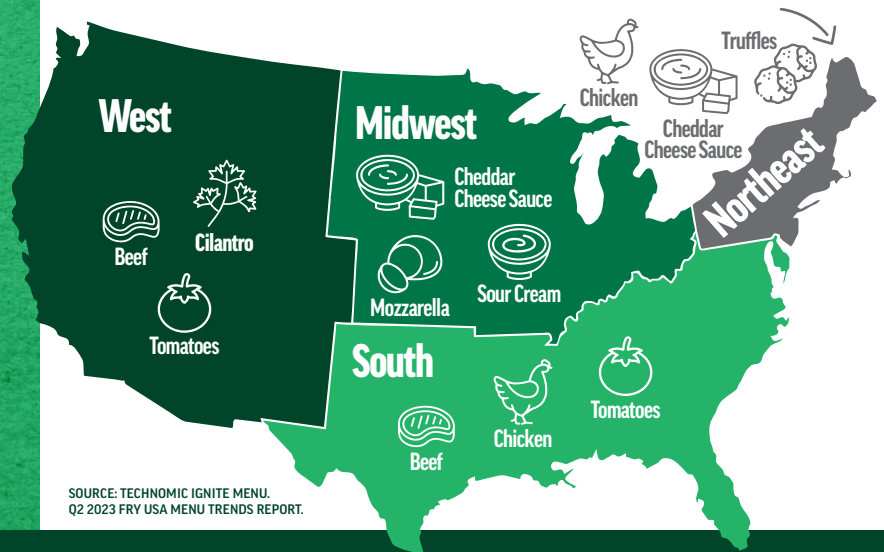 West
Beef
Cilantro
Tomatoes
Midwest
Cheddar
Cheese Sauce
Mozzarella
Sour Cream
Chicken
Cheddar
Cheese Sauce
Truffles
Northeast
South
Beef
Chicken
Tomatoes
SOURCE: TECHNOMIC IGNITE MENU.
Q2 2023 FRY USA MENU TRENDS REPORT.